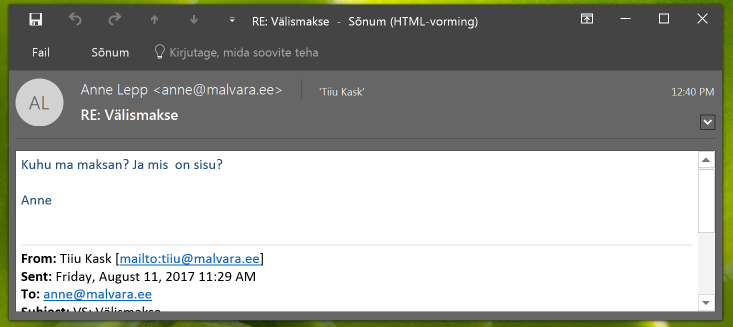 RE: Välismakse - Sõnum (HTML-vorming)
Fail Sõnum Kirjutage, mida soovite teha
AL
Anne Lepp <anne@malvara.ee> 'Tiiu Kask' 12:40 PM
RE: Välismakse
Kuhu ma maksan? Ja mis on sisu?
Anne
From: Tiiu Kask [mailto:tiiu@malvara.ee]
Sent: Friday, August 11, 2017 11:29 AM
To: anne@malvara.ee
Subject: VS: Välismakse